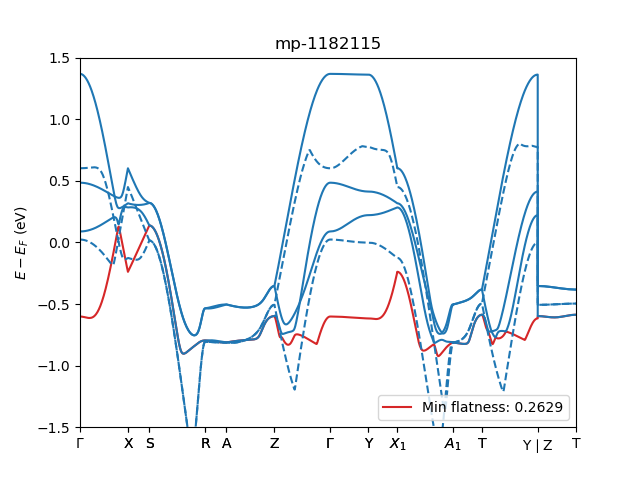 mp-1182115
E − E_F (eV)
1.5
1.0
0.5
0.0
−0.5
−1.0
−1.5
Min flatness: 0.2629
Γ X S R A Z Γ Y X₁ A₁ T Y | Z T